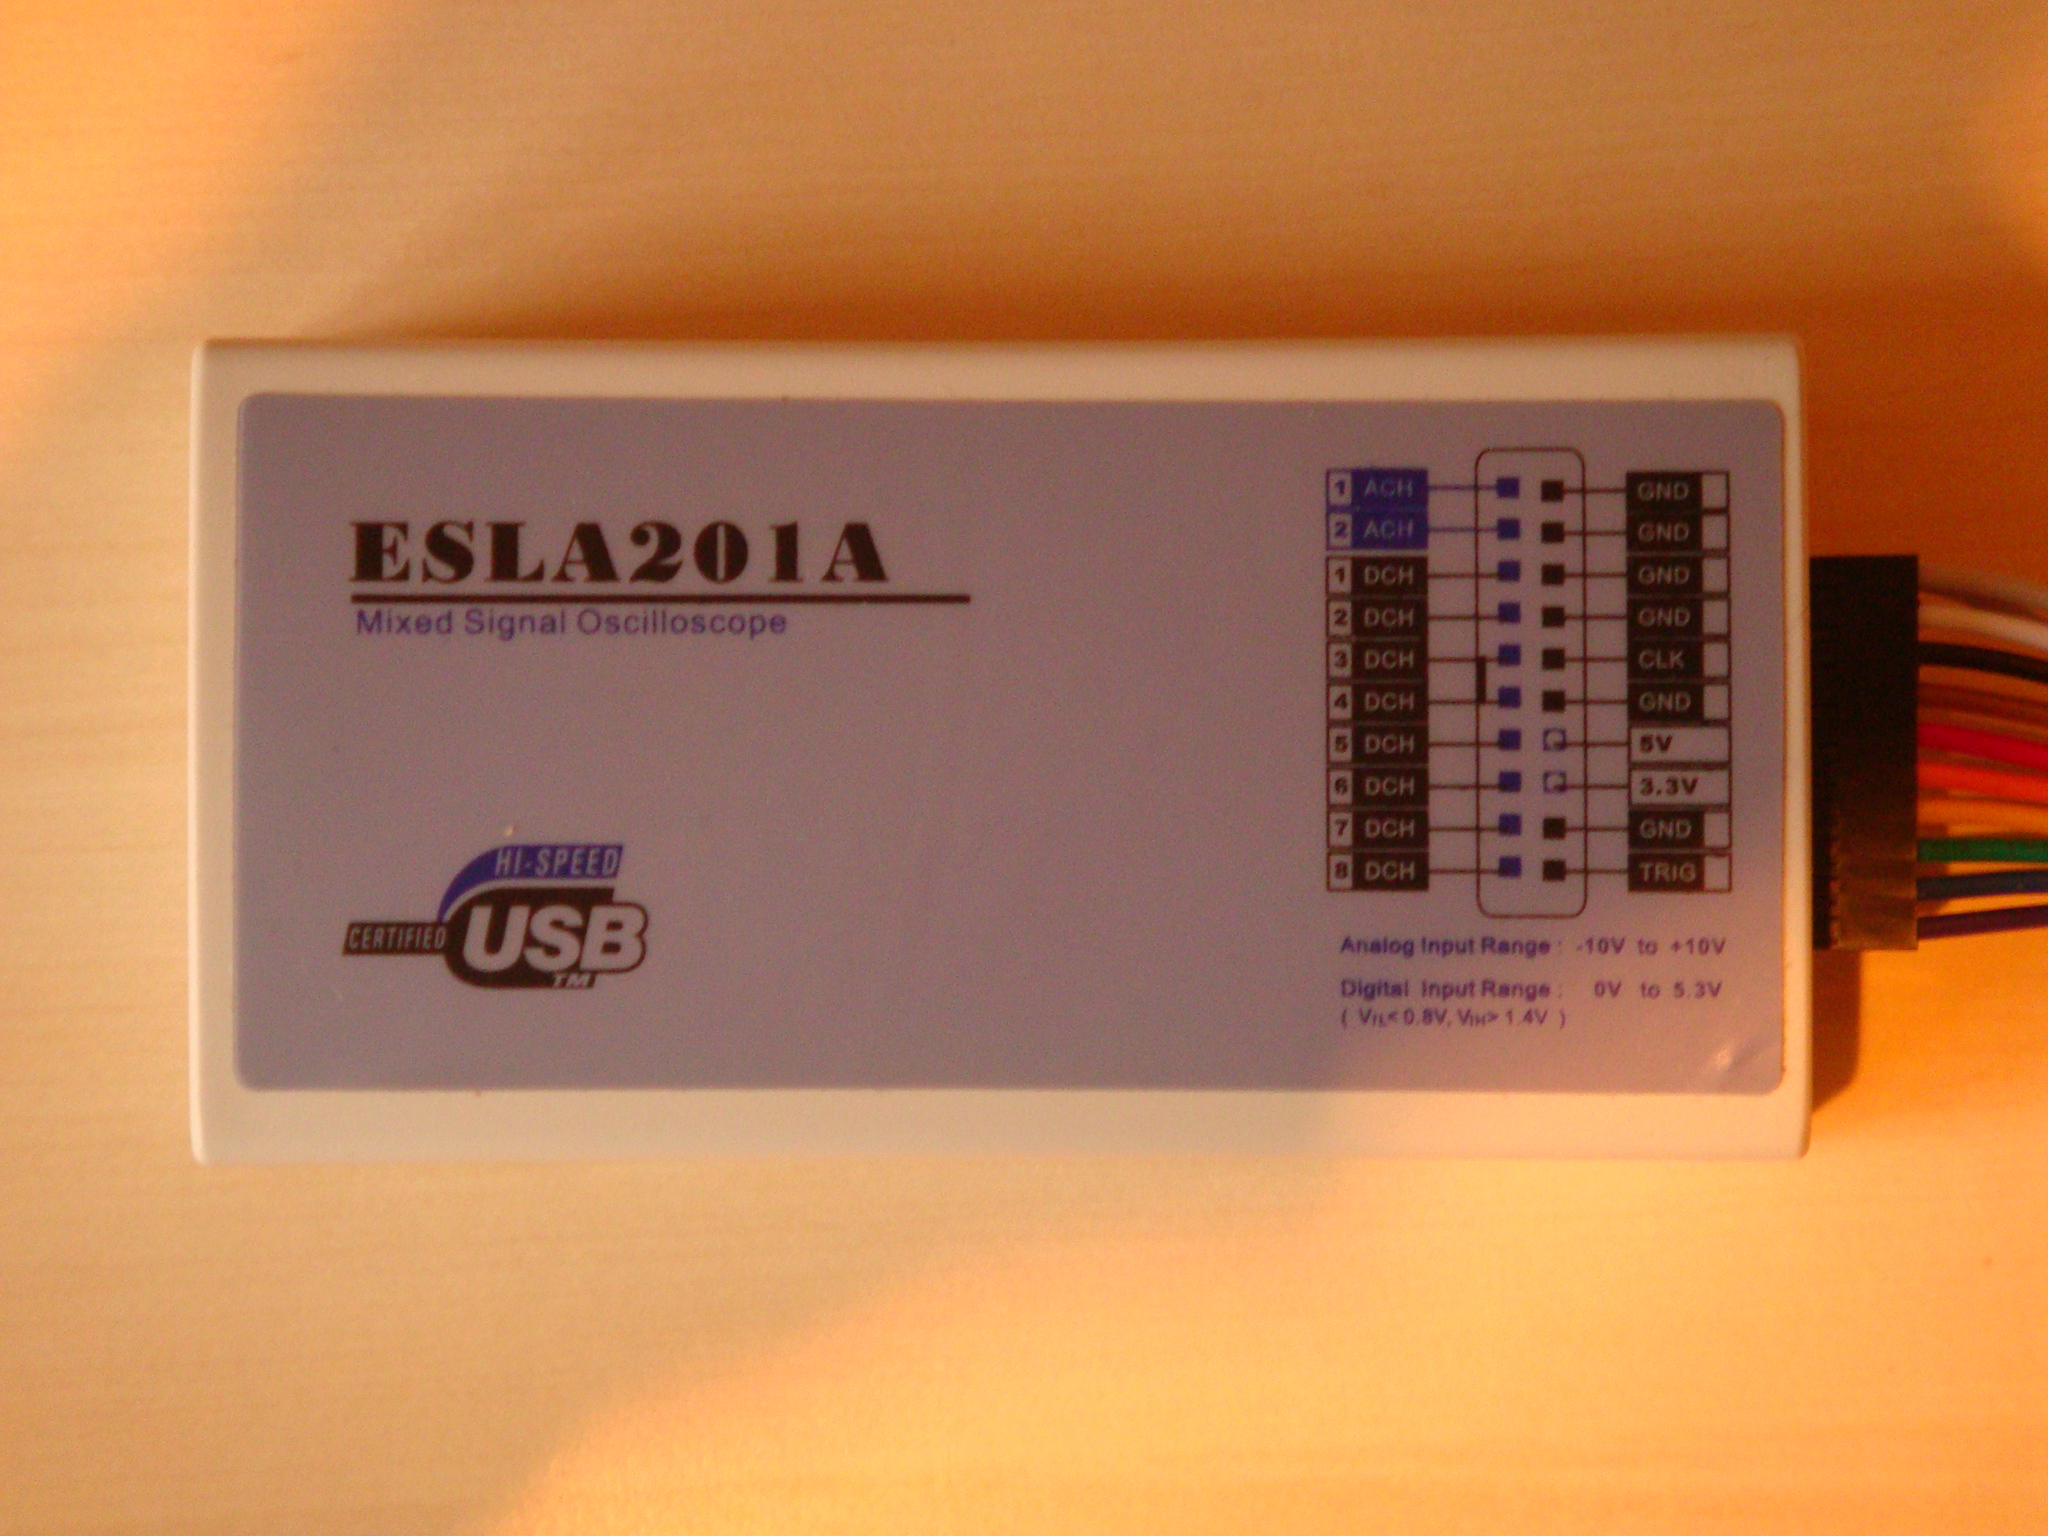 ESLA201A
Mixed Signal Oscilloscope
HI-SPEED
CERTIFIED USB
TM
1 ACH GND
2 ACH GND
1 DCH GND
2 DCH GND
3 DCH CLK
4 DCH GND
5 DCH 5V
6 DCH 3.3V
7 DCH GND
8 DCH TRIG
Analog Input Range : -10V to +10V
Digital Input Range : 0V to 5.3V
( VIL< 0.8V, VIH> 1.4V )